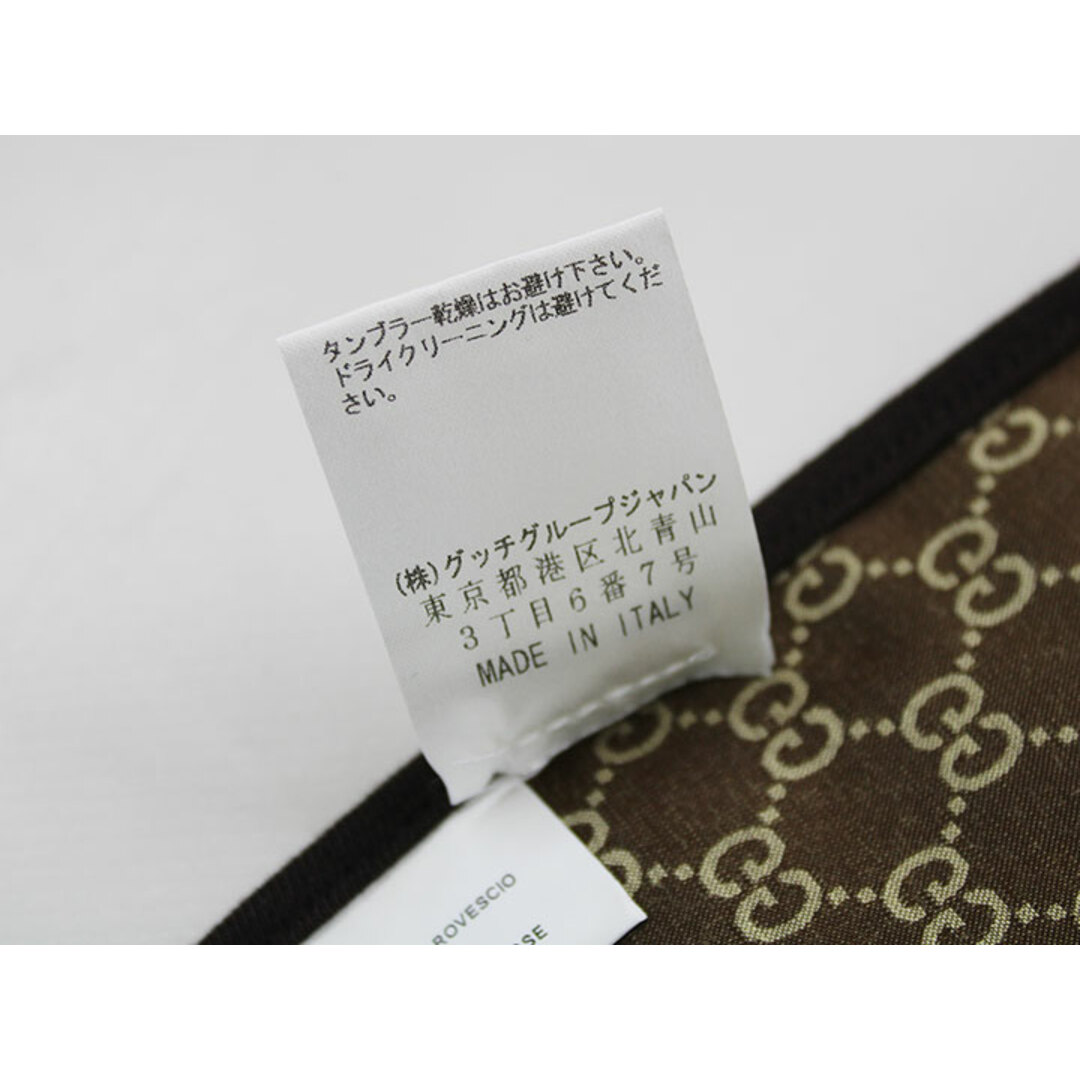 タンブラー乾燥はお避け下さい。
ドライクリーニングは避けてくだ
さい。
(株)グッチグループジャパン
東京都港区北青山
3丁目6番7号
MADE IN ITALY
ROVESCIO